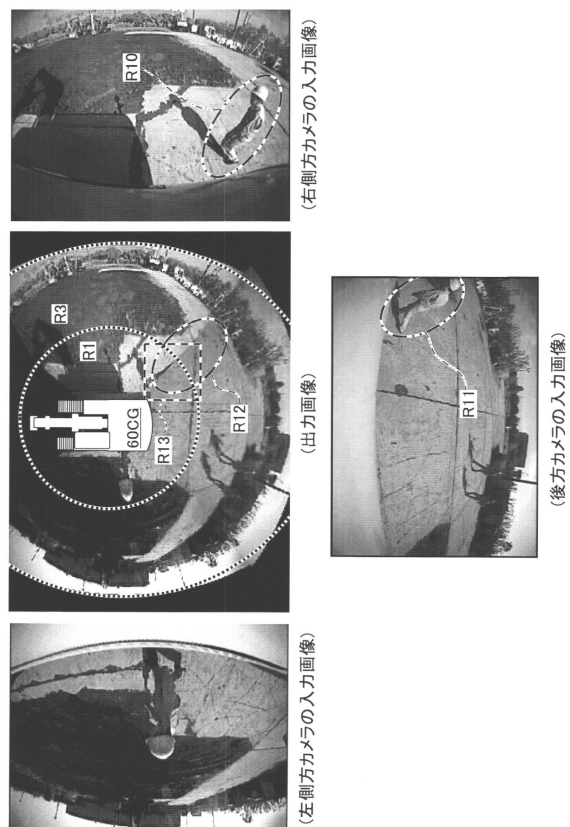 R10
(右側方カメラの入力画像)
R3
R1
60CG
R13
R12
(出力画像)
R11
(後方カメラの入力画像)
(左側方カメラの入力画像)